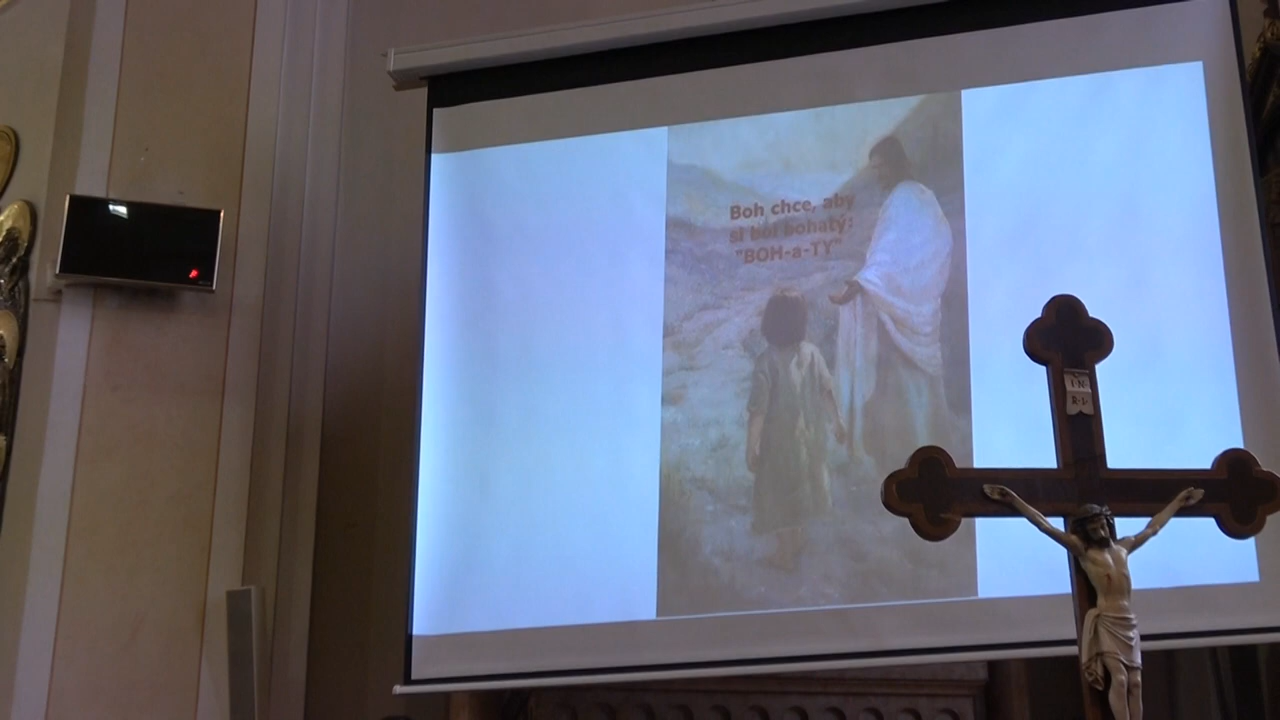 Boh chce, aby
si bol bohatý:
"BOH-a-TY"
I·N·
R·I·